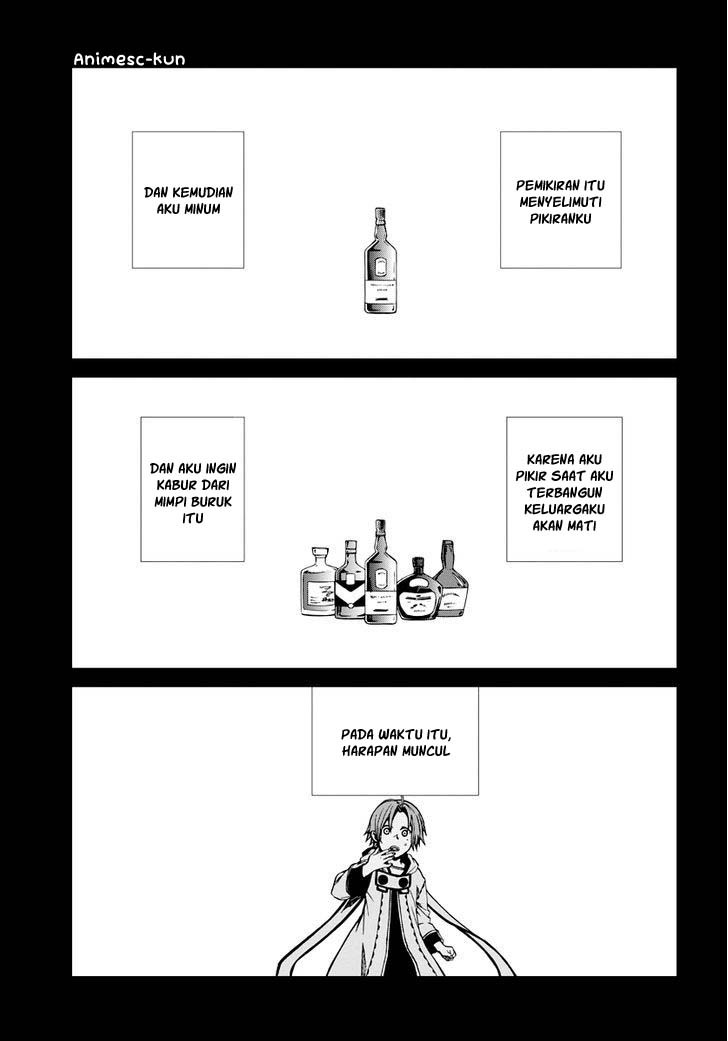 Animesc-kun
PEMIKIRAN ITU
MENYELIMUTI
PIKIRANKU
DAN KEMUDIAN
AKU MINUM
KARENA AKU
PIKIR SAAT AKU
TERBANGUN
KELUARGAKU
AKAN MATI
DAN AKU INGIN
KABUR DARI
MIMPI BURUK
ITU
PADA WAKTU ITU,
HARAPAN MUNCUL